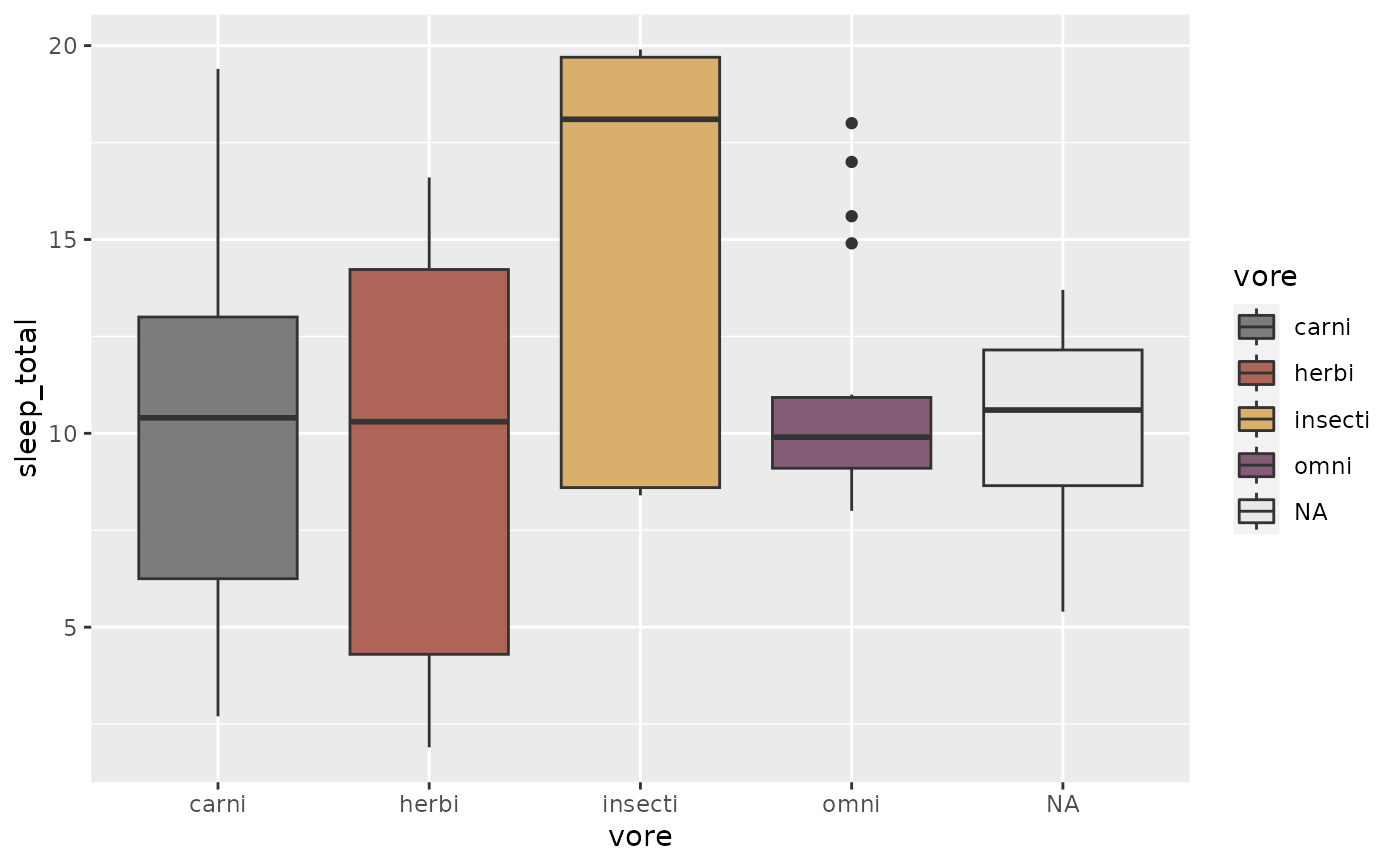 sleep_total
20
15
10
5
carni
herbi
insecti
omni
NA
vore
vore
carni
herbi
insecti
omni
NA